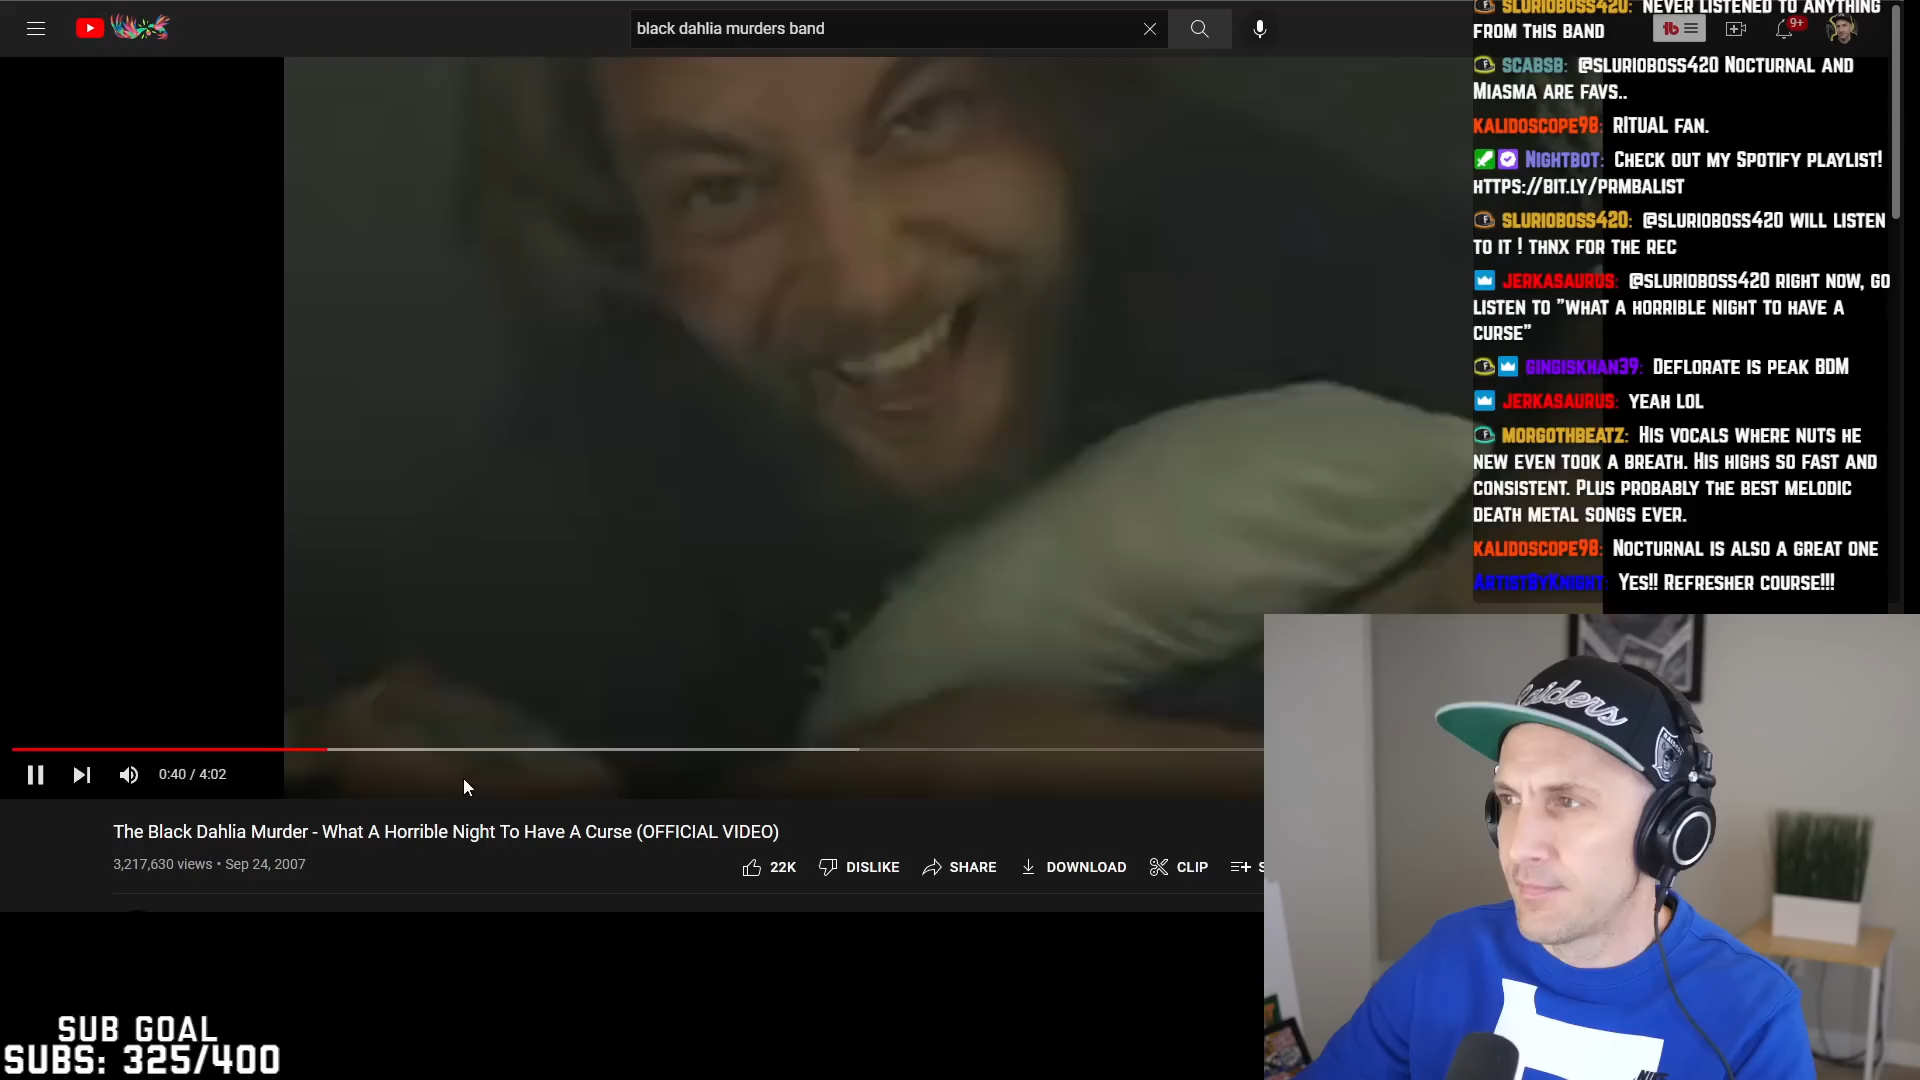 black dahlia murders band
9+
SLURIOBOSS420: NEVER LISTENED TO ANYTHING
FROM THIS BAND
SCABSB: @SLURIOBOSS420 NOCTURNAL AND
MIASMA ARE FAVS..
KALIDOSCOPE98: RITUAL FAN.
NIGHTBOT: CHECK OUT MY SPOTIFY PLAYLIST!
HTTPS://BIT.LY/PRMBALIST
SLURIOBOSS420: @SLURIOBOSS420 WILL LISTEN
TO IT ! THNX FOR THE REC
JERKASAURUS: @SLURIOBOSS420 RIGHT NOW, GO
LISTEN TO "WHAT A HORRIBLE NIGHT TO HAVE A
CURSE"
GINGISKHAN39: DEFLORATE IS PEAK BDM
JERKASAURUS: YEAH LOL
MORGOTHBEATZ: HIS VOCALS WHERE NUTS HE
NEW EVEN TOOK A BREATH. HIS HIGHS SO FAST AND
CONSISTENT. PLUS PROBABLY THE BEST MELODIC
DEATH METAL SONGS EVER.
KALIDOSCOPE98: NOCTURNAL IS ALSO A GREAT ONE
ARTISTBYKNIGHT: YES!! REFRESHER COURSE!!!
0:40 / 4:02
The Black Dahlia Murder - What A Horrible Night To Have A Curse (OFFICIAL VIDEO)
3,217,630 views • Sep 24, 2007
22K DISLIKE SHARE DOWNLOAD CLIP S
Raiders
SUB GOAL
SUBS: 325/400